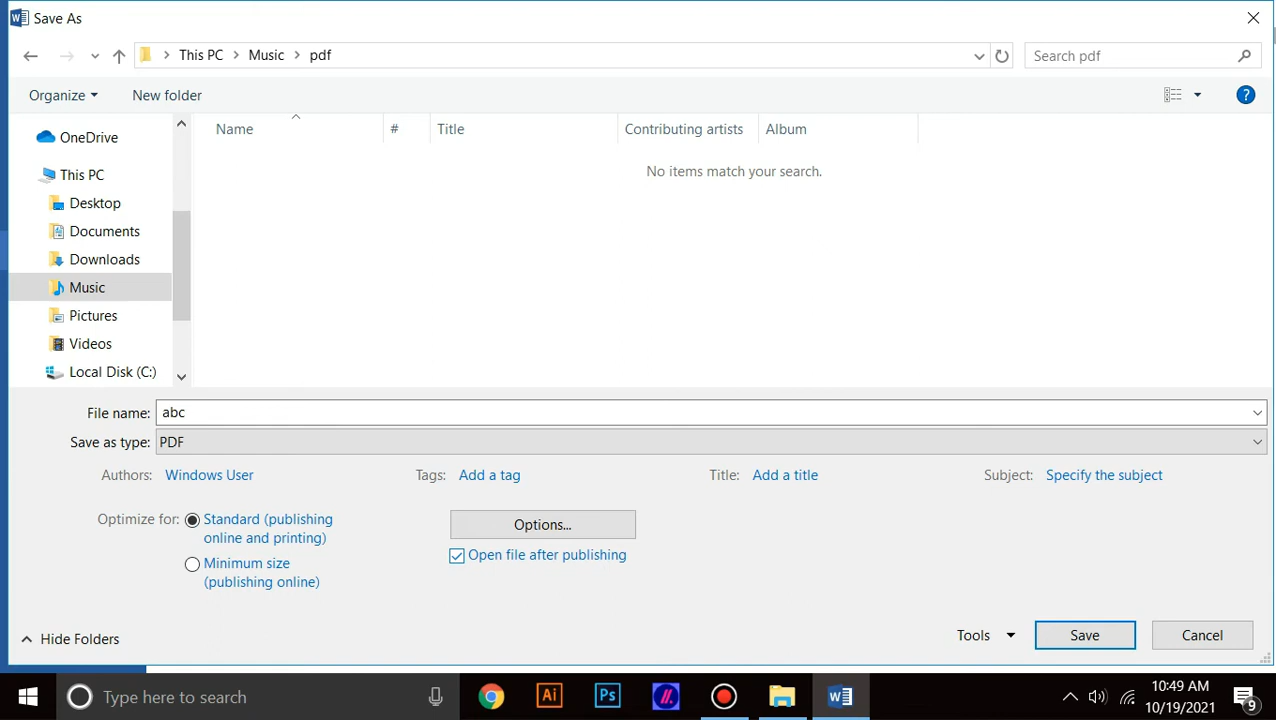 Save As
This PC Music pdf
Search pdf
Organize New folder
?
Name # Title Contributing artists Album
No items match your search.
OneDrive
This PC
Desktop
Documents
Downloads
Music
Pictures
Videos
Local Disk (C:)
File name: abc
Save as type: PDF
Authors: Windows User Tags: Add a tag Title: Add a title Subject: Specify the subject
Optimize for: Standard (publishing
online and printing)
Minimum size
(publishing online)
Options...
Open file after publishing
Hide Folders
Tools Save Cancel
Type here to search
Ai
Ps
10:49 AM
10/19/2021
9